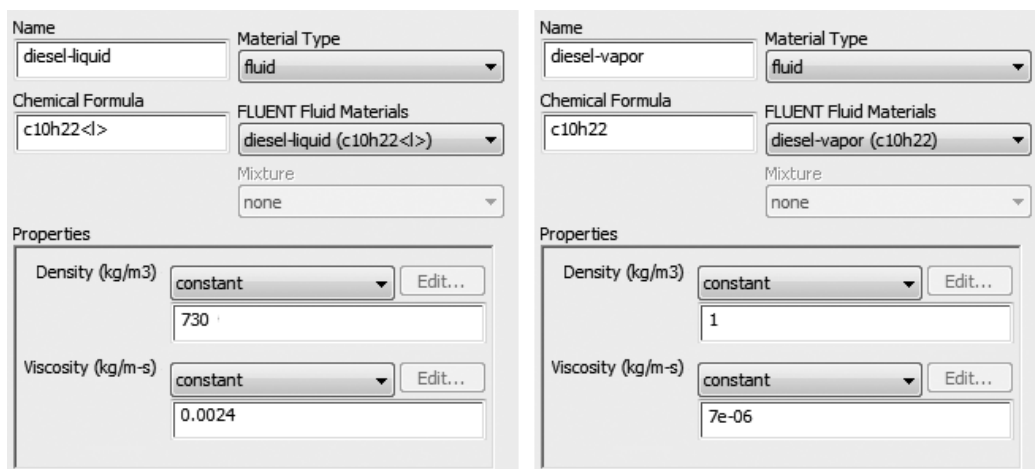 Name
Material Type
diesel-liquid
fluid
Chemical Formula
FLUENT Fluid Materials
c10h22<l>
diesel-liquid (c10h22<l>)
Mixture
none
Properties
Density (kg/m3)
constant
Edit...
730
Viscosity (kg/m-s)
constant
Edit...
0.0024
Name
Material Type
diesel-vapor
fluid
Chemical Formula
FLUENT Fluid Materials
c10h22
diesel-vapor (c10h22)
Mixture
none
Properties
Density (kg/m3)
constant
Edit...
1
Viscosity (kg/m-s)
constant
Edit...
7e-06